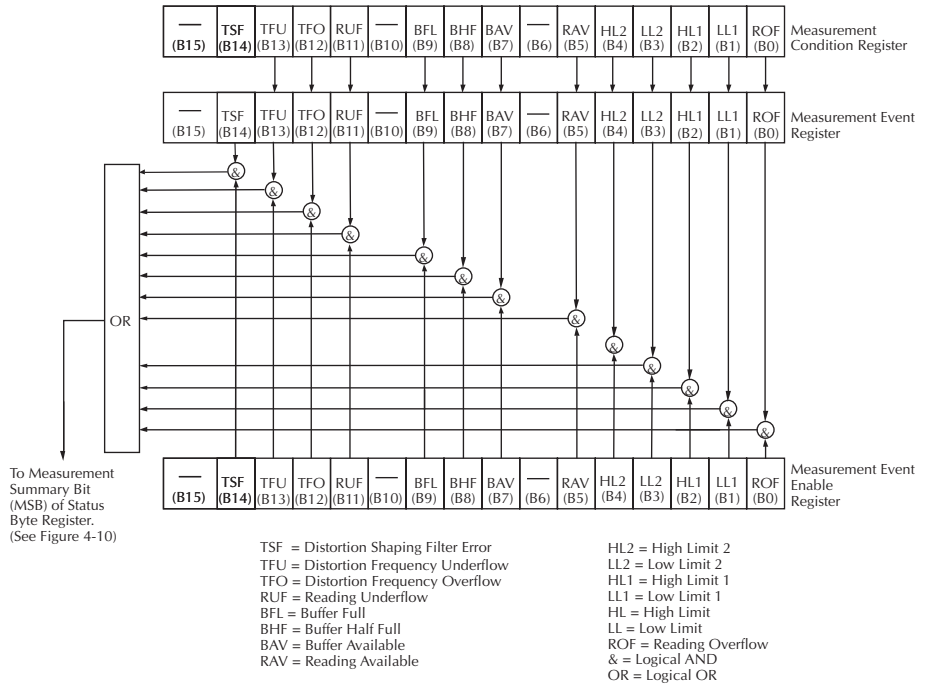 — TSF TFU TFO RUF — BFL BHF BAV — RAV HL2 LL2 HL1 LL1 ROF
(B15) (B14) (B13) (B12) (B11) (B10) (B9) (B8) (B7) (B6) (B5) (B4) (B3) (B2) (B1) (B0)
Measurement
Condition Register
— TSF TFU TFO RUF — BFL BHF BAV — RAV HL2 LL2 HL1 LL1 ROF
(B15) (B14) (B13) (B12) (B11) (B10) (B9) (B8) (B7) (B6) (B5) (B4) (B3) (B2) (B1) (B0)
Measurement Event
Register
&
&
&
&
&
&
&
&
&
&
&
&
&
OR
To Measurement
Summary Bit
(MSB) of Status
Byte Register.
(See Figure 4-10)
— TSF TFU TFO RUF — BFL BHF BAV — RAV HL2 LL2 HL1 LL1 ROF
(B15) (B14) (B13) (B12) (B11) (B10) (B9) (B8) (B7) (B6) (B5) (B4) (B3) (B2) (B1) (B0)
Measurement Event
Enable
Register
TSF = Distortion Shaping Filter Error
TFU = Distortion Frequency Underflow
TFO = Distortion Frequency Overflow
RUF = Reading Underflow
BFL = Buffer Full
BHF = Buffer Half Full
BAV = Buffer Available
RAV = Reading Available
HL2 = High Limit 2
LL2 = Low Limit 2
HL1 = High Limit 1
LL1 = Low Limit 1
HL = High Limit
LL = Low Limit
ROF = Reading Overflow
& = Logical AND
OR = Logical OR